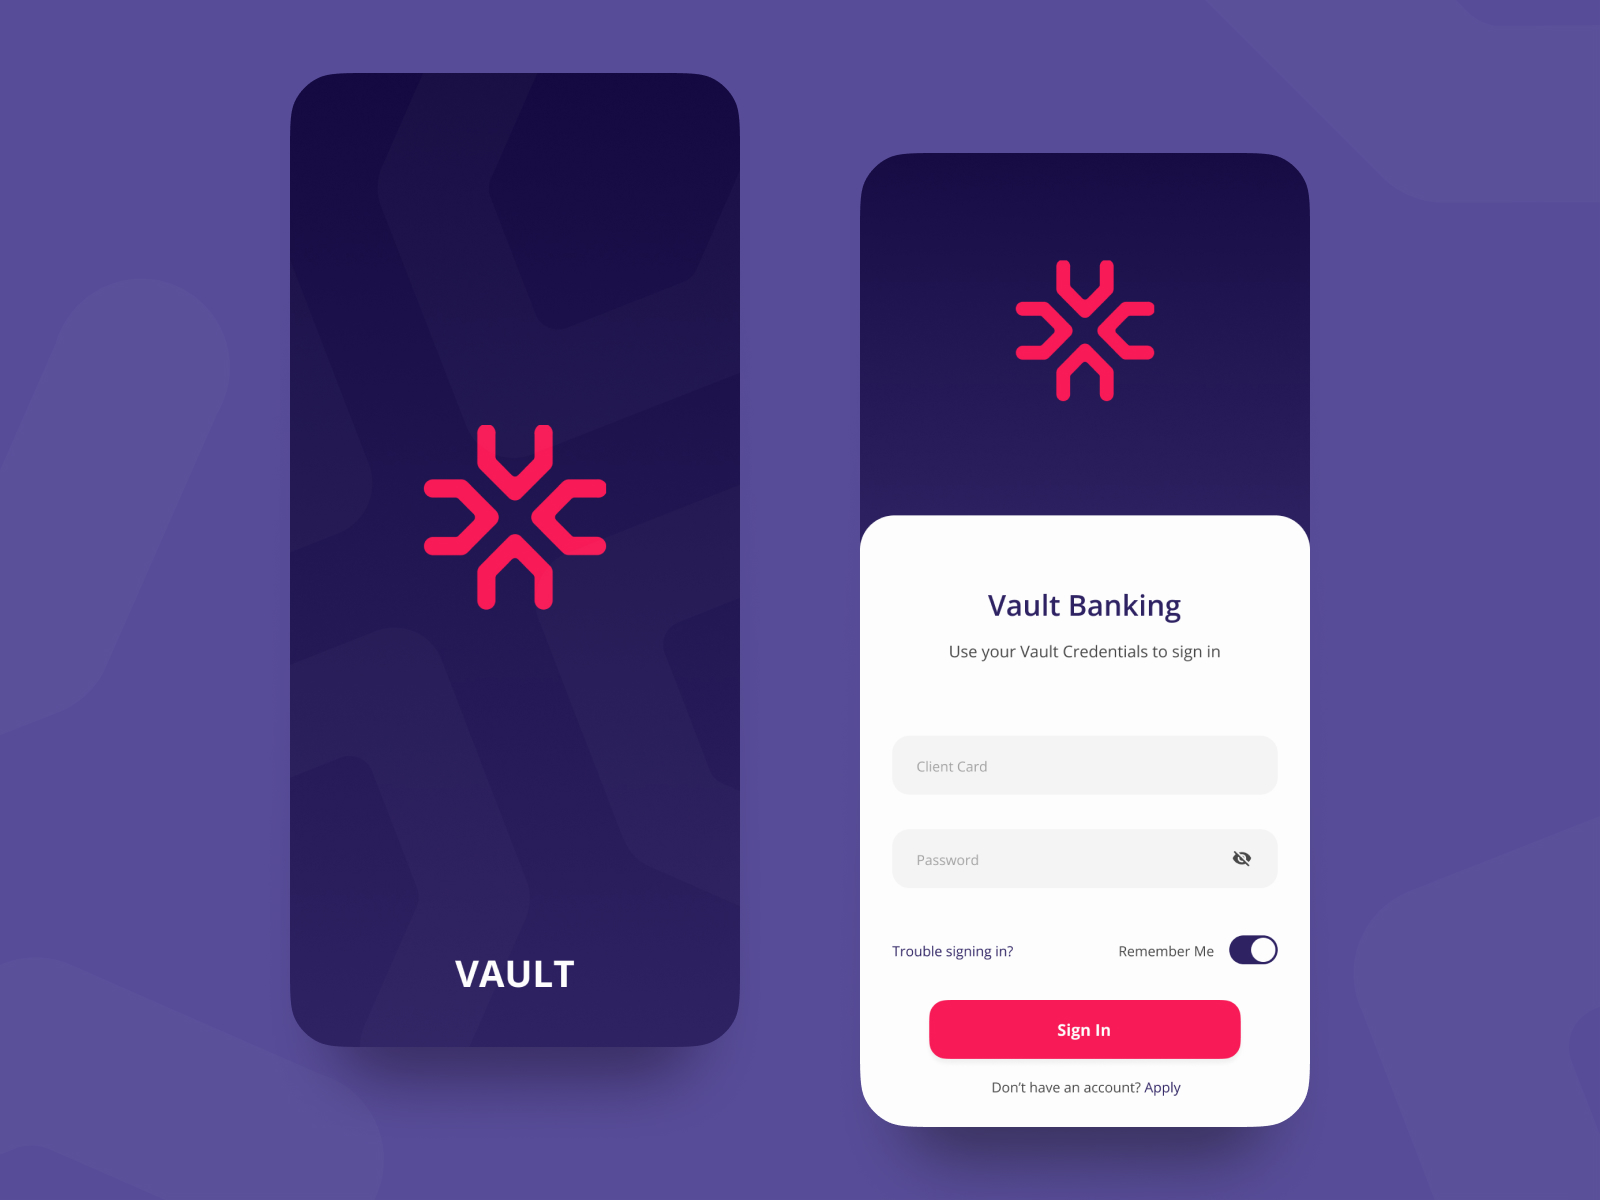 VAULT
Vault Banking
Use your Vault Credentials to sign in
Client Card
Password
Trouble signing in?
Remember Me
Sign In
Don't have an account? Apply